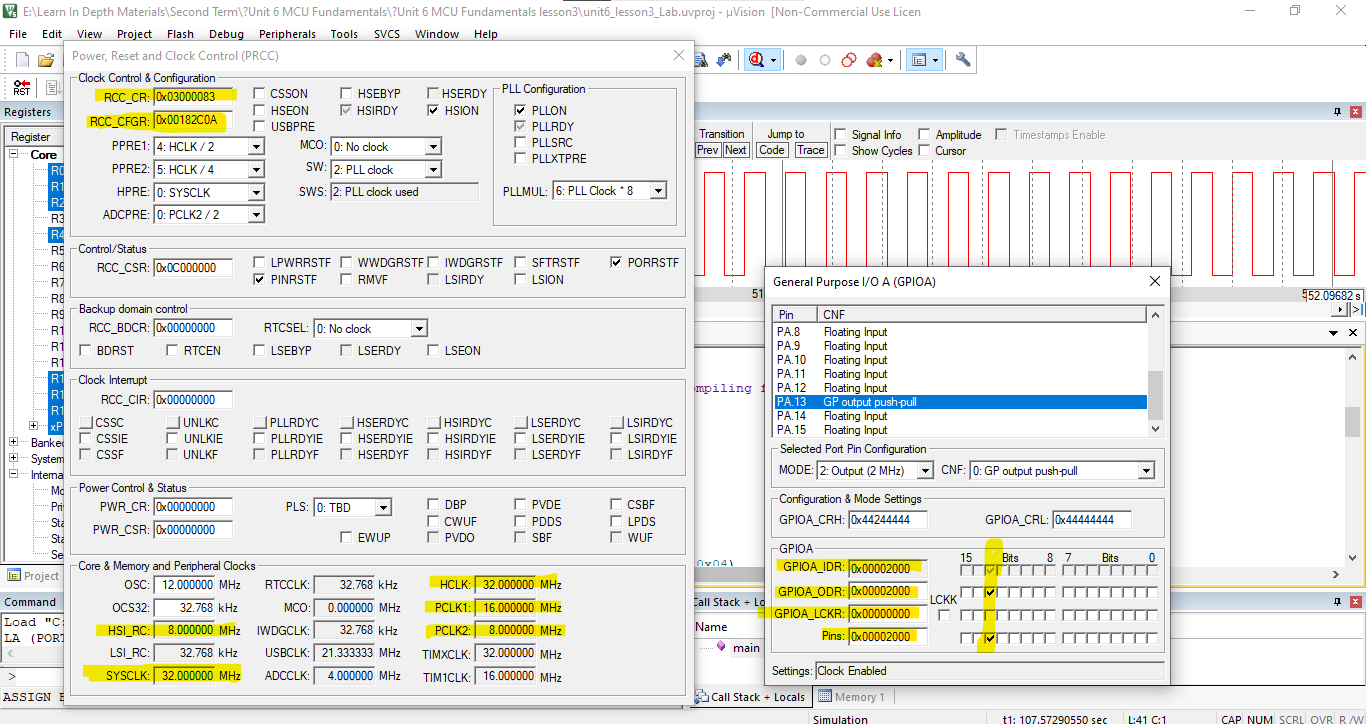 E:\Learn In Depth Materials\Second Term\?Unit 6 MCU Fundamentals\?Unit 6 MCU Fundamentals lesson3\unit6_lesson3_Lab.uvproj - µVision [Non-Commercial Use Licen
File Edit View Project Flash Debug Peripherals Tools SVCS Window Help
Power, Reset and Clock Control (PRCC)
RST
Registers
Register
Core
R0
R1
R2
R3
R4
R5
R6
R7
R8
R9
R1
R1
R1
R1
R1
R1
xP
Banked
System
Interna
Mo
Pri
Sta
Sta
Se
Project
Clock Control & Configuration
RCC_CR: 0x03000083 CSSON HSEBYP HSERDY
HSEON HSIRDY HSION
RCC_CFGR: 0x00182C0A USBPRE
PPRE1: 4: HCLK / 2 MCO: 0: No clock
PPRE2: 5: HCLK / 4 SW: 2: PLL clock
HPRE: 0: SYSCLK SWS: 2: PLL clock used
ADCPRE: 0: PCLK2 / 2
PLL Configuration
PLLON
PLLRDY
PLLSRC
PLLXTPRE
PLLMUL: 6: PLL Clock * 8
Control/Status
RCC_CSR: 0x0C000000 LPWRRSTF WWDGRSTF IWDGRSTF SFTRSTF PORRSTF
PINRSTF RMVF LSIRDY LSION
Backup domain control
RCC_BDCR: 0x00000000 RTCSEL: 0: No clock
BDRST RTCEN LSEBYP LSERDY LSEON
Clock Interrupt
RCC_CIR: 0x00000000
CSSC UNLKC PLLRDYC HSERDYC HSIRDYC LSERDYC LSIRDYC
CSSIE UNLKIE PLLRDYIE HSERDYIE HSIRDYIE LSERDYIE LSIRDYIE
CSSF UNLKF PLLRDYF HSERDYF HSIRDYF LSERDYF LSIRDYF
Power Control & Status
PWR_CR: 0x00000000 PLS: 0: TBD DBP PVDE CSBF
CWUF PDDS LPDS
PWR_CSR: 0x00000000 EWUP PVDO SBF WUF
Core & Memory and Peripheral Clocks
OSC: 12.000000 MHz RTCCLK: 32.768 kHz HCLK: 32.000000 MHz
OCS32: 32.768 kHz MCO: 0.000000 MHz PCLK1: 16.000000 MHz
HSI_RC: 8.000000 MHz IWDGCLK: 32.768 kHz PCLK2: 8.000000 MHz
LSI_RC: 32.768 kHz USBCLK: 21.333333 MHz TIMXCLK: 32.000000 MHz
SYSCLK: 32.000000 MHz ADCCLK: 4.000000 MHz TIM1CLK: 16.000000 MHz
Transition Jump to Signal Info Amplitude Timestamps Enable
Prev Next Code Trace Show Cycles Cursor
51
52.09682 s
mpiling f
0x04)
General Purpose I/O A (GPIOA)
Pin CNF
PA.8 Floating Input
PA.9 Floating Input
PA.10 Floating Input
PA.11 Floating Input
PA.12 Floating Input
PA.13 GP output push-pull
PA.14 Floating Input
PA.15 Floating Input
Selected Port Pin Configuration
MODE: 2: Output (2 MHz) CNF: 0: GP output push-pull
Configuration & Mode Settings
GPIOA_CRH: 0x44244444 GPIOA_CRL: 0x44444444
GPIOA
15 Bits 8 7 Bits 0
GPIOA_IDR: 0x00002000
GPIOA_ODR: 0x00002000 LCKK
GPIOA_LCKR: 0x00000000
Pins: 0x00002000
Settings: Clock Enabled
Command
Load "C:
LA (PORT
>
ASSIGN B
Call Stack + Lo
Name
main
Call Stack + Locals Memory 1
Simulation t1: 107.57290550 sec L:41 C:1 CAP NUM SCRL OVR R/W